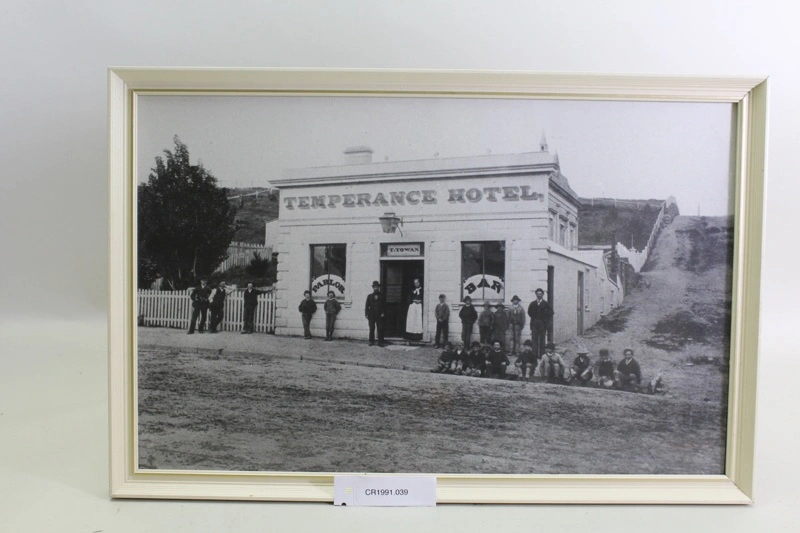 TEMPERANCE HOTEL.
T. TOWAN
PARLOR
BAR
CR1991.039